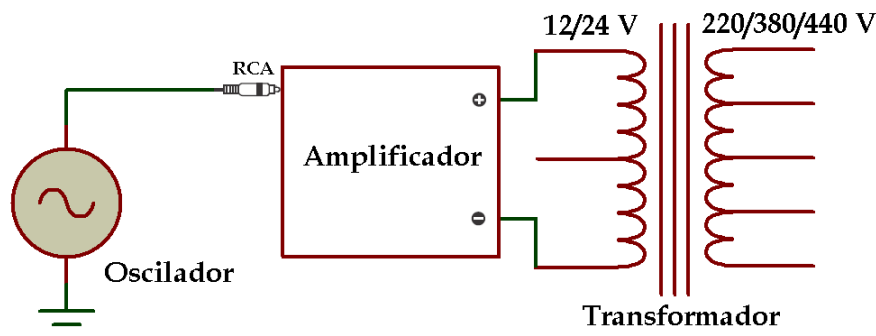 12/24 V
220/380/440 V
RCA
Amplificador
Oscilador
Transformador